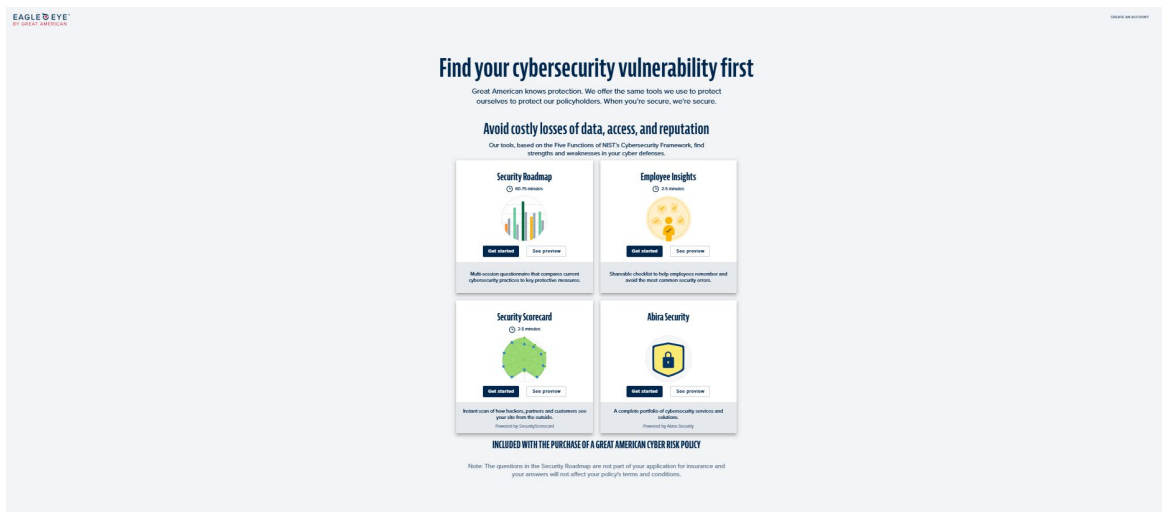 EAGLE EYE
BY GREAT AMERICAN
CREATE AN ACCOUNT
Find your cybersecurity vulnerability first
Great American knows protection. We offer the same tools we use to protect
ourselves to protect our policyholders. When you're secure, we're secure.
Avoid costly losses of data, access, and reputation
Our tools, based on the Five Functions of NIST's Cybersecurity Framework, find
strengths and weaknesses in your cyber defenses.
Security Roadmap
60-75 minutes
Get started
See preview
Multi-session questionnaire that compares current
cybersecurity practices to key protective measures.
Employee Insights
2-5 minutes
Get started
See preview
Shareable checklist to help employees remember and
avoid the most common security errors.
Security Scorecard
2-5 minutes
Get started
See preview
Instant scan of how hackers, partners and customers see
your site from the outside.
Powered by SecurityScorecard
Abira Security
Get started
See preview
A complete portfolio of cybersecurity services and
solutions.
Powered by Abira Security
INCLUDED WITH THE PURCHASE OF A GREAT AMERICAN CYBER RISK POLICY
Note: The questions in the Security Roadmap are not part of your application for insurance and
your answers will not affect your policy's terms and conditions.